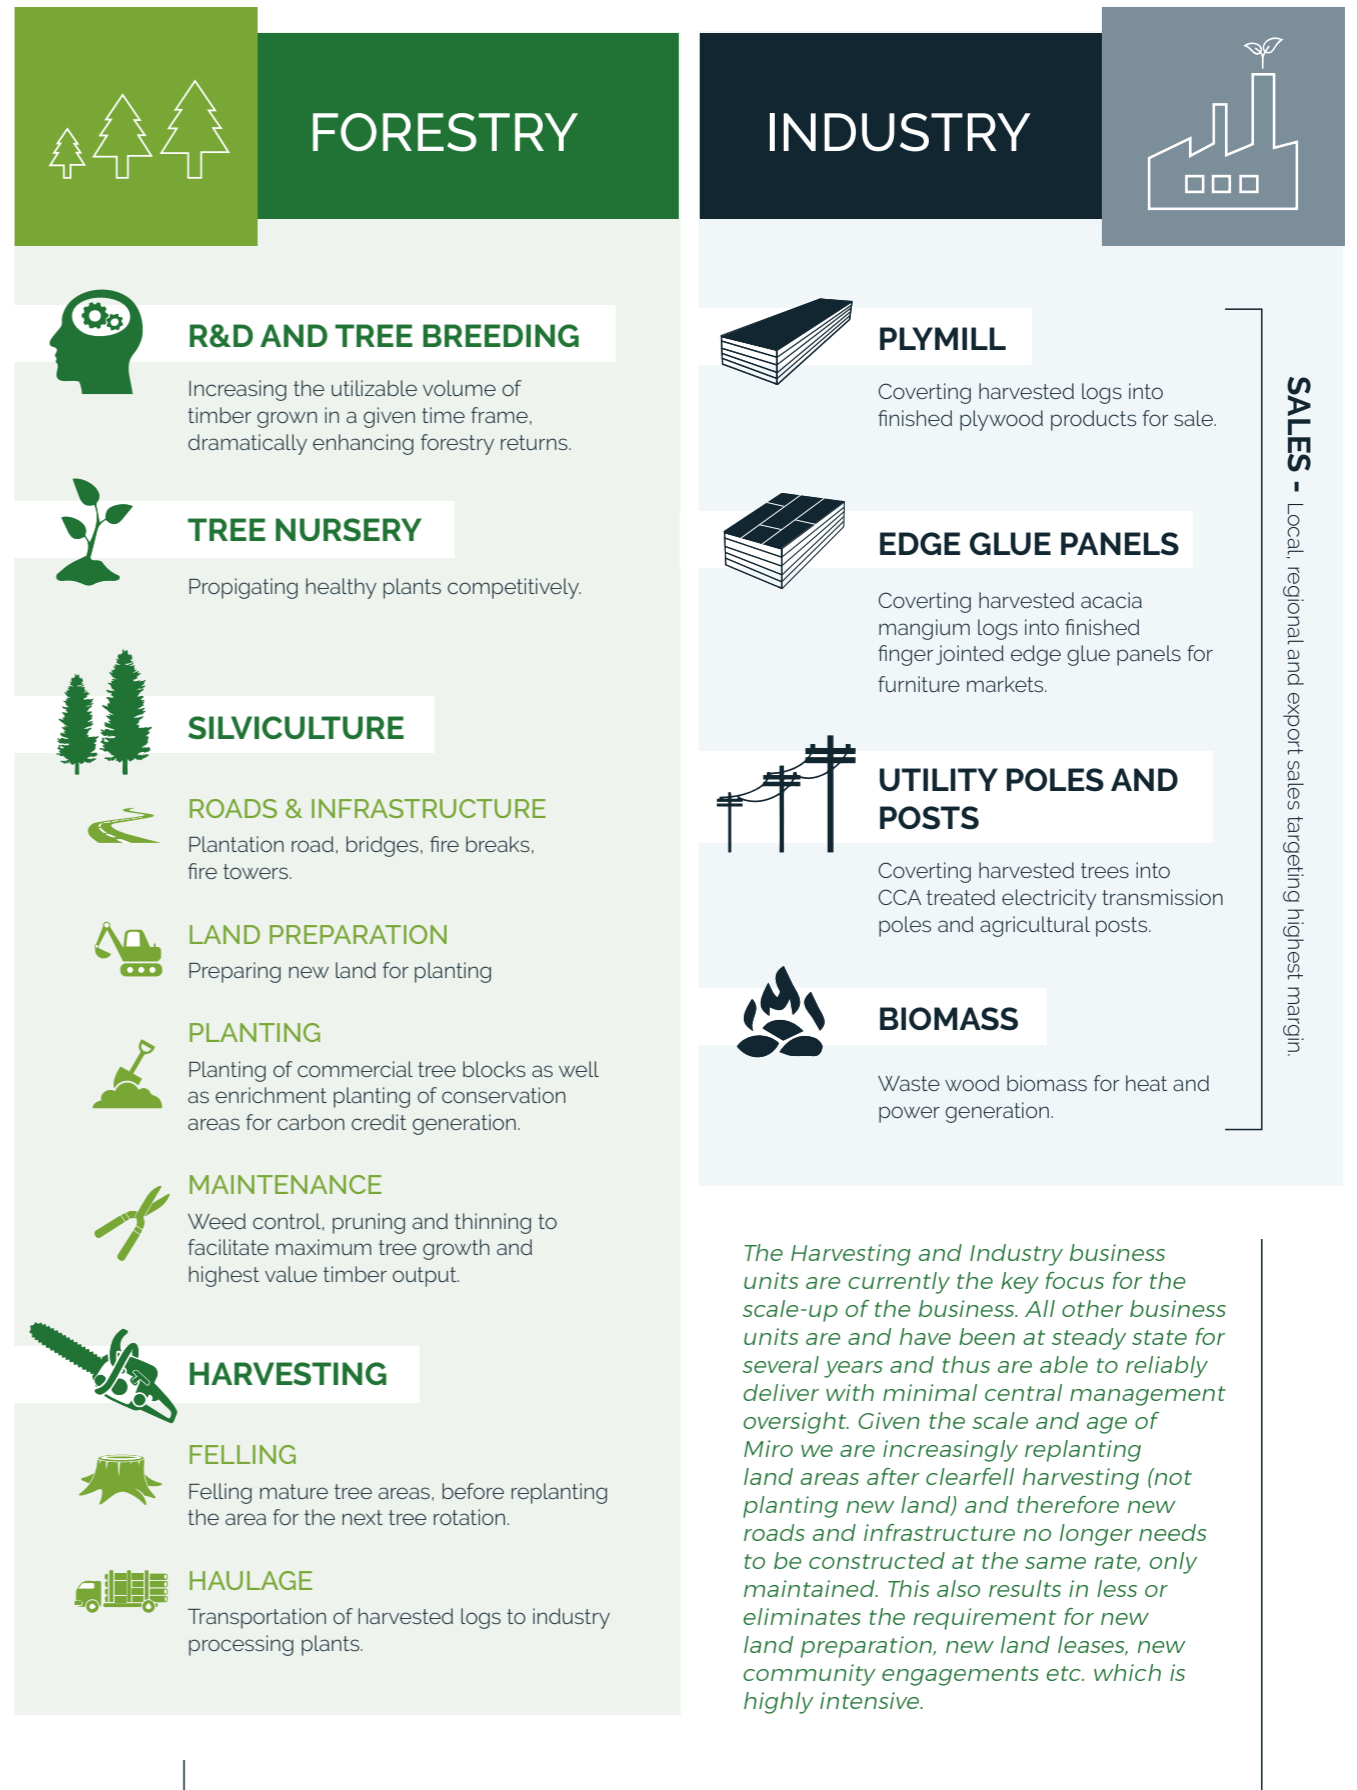 FORESTRY
R&D AND TREE BREEDING
Increasing the utilizable volume of
timber grown in a given time frame,
dramatically enhancing forestry returns.
TREE NURSERY
Propigating healthy plants competitively.
SILVICULTURE
ROADS & INFRASTRUCTURE
Plantation road, bridges, fire breaks,
fire towers.
LAND PREPARATION
Preparing new land for planting
PLANTING
Planting of commercial tree blocks as well
as enrichment planting of conservation
areas for carbon credit generation.
MAINTENANCE
Weed control, pruning and thinning to
facilitate maximum tree growth and
highest value timber output.
HARVESTING
FELLING
Felling mature tree areas, before replanting
the area for the next tree rotation.
HAULAGE
Transportation of harvested logs to industry
processing plants.
INDUSTRY
PLYMILL
Coverting harvested logs into
finished plywood products for sale.
EDGE GLUE PANELS
Coverting harvested acacia
mangium logs into finished
finger jointed edge glue panels for
furniture markets.
UTILITY POLES AND
POSTS
Coverting harvested trees into
CCA treated electricity transmission
poles and agricultural posts.
BIOMASS
Waste wood biomass for heat and
power generation.
SALES - Local, regional and export sales targeting highest margin.
The Harvesting and Industry business
units are currently the key focus for the
scale-up of the business. All other business
units are and have been at steady state for
several years and thus are able to reliably
deliver with minimal central management
oversight. Given the scale and age of
Miro we are increasingly replanting
land areas after clearfell harvesting (not
planting new land) and therefore new
roads and infrastructure no longer needs
to be constructed at the same rate, only
maintained. This also results in less or
eliminates the requirement for new
land preparation, new land leases, new
community engagements etc. which is
highly intensive.